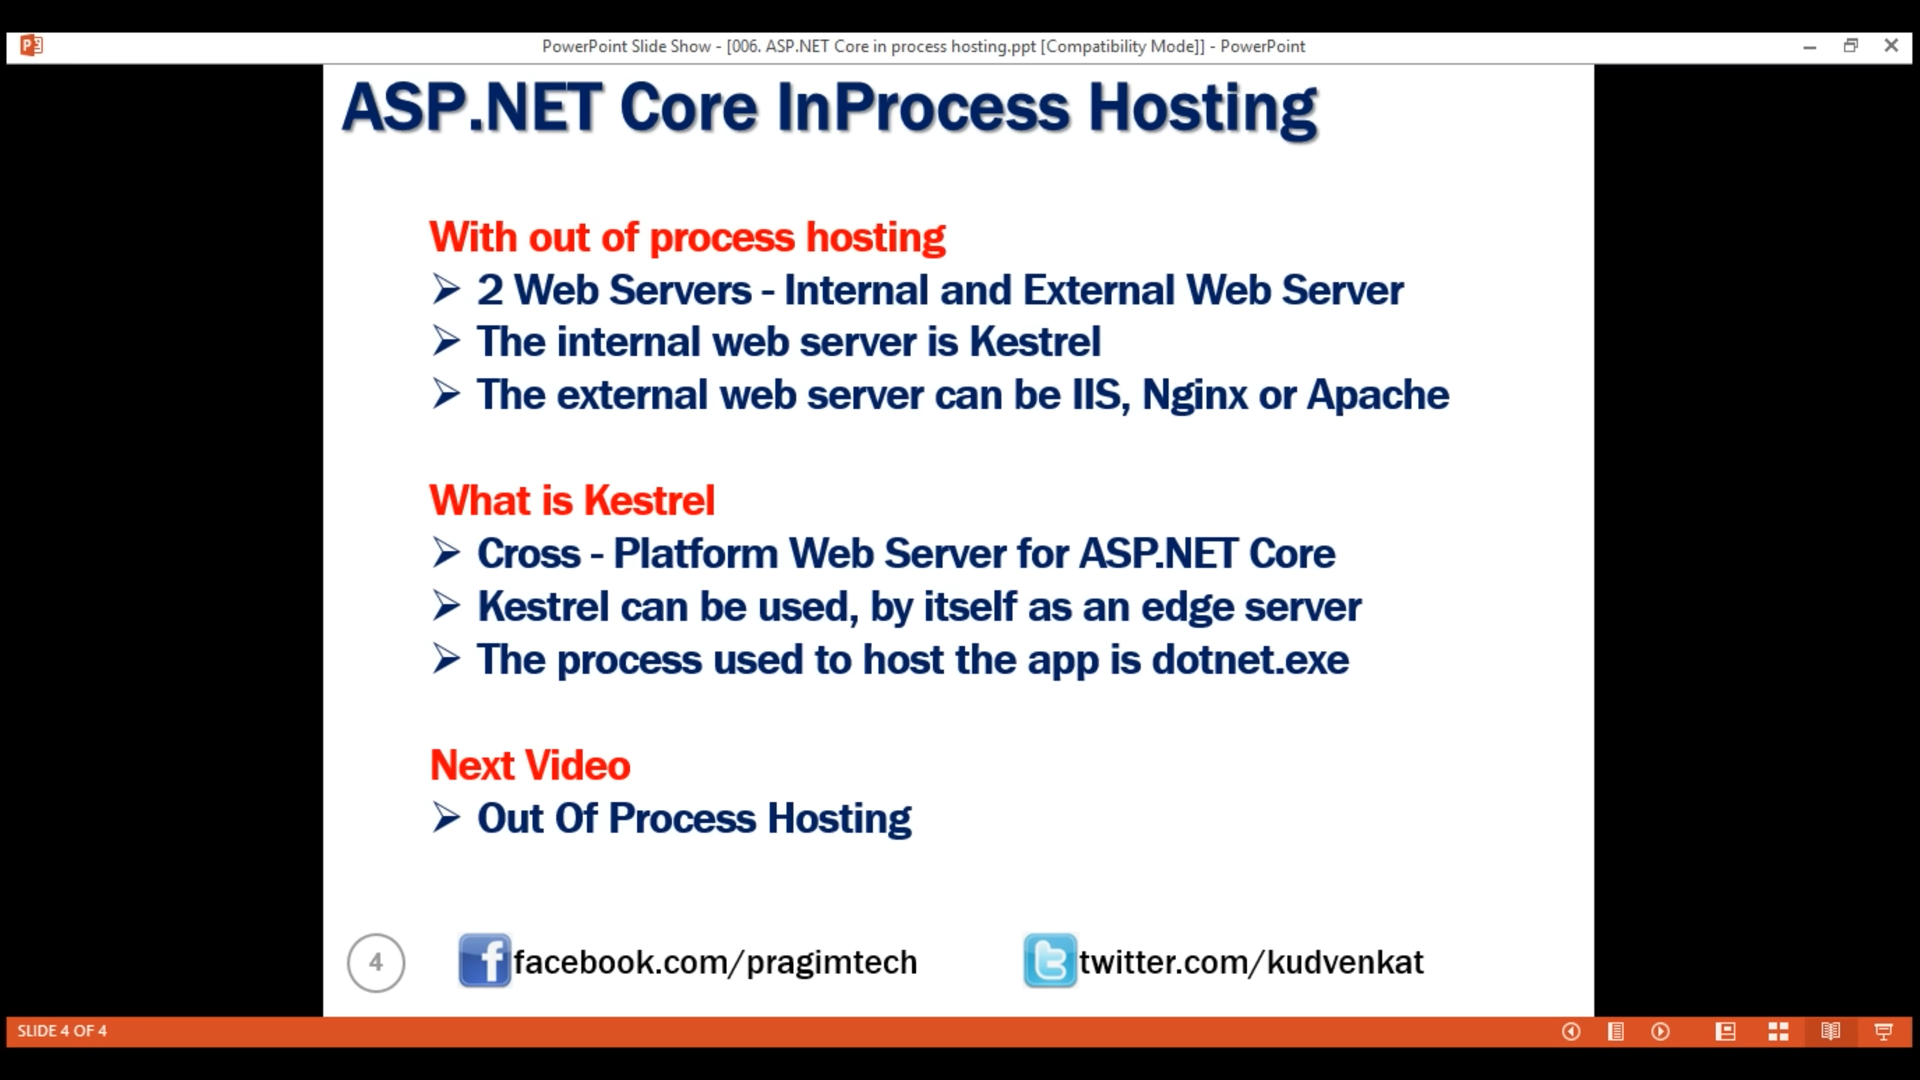 PowerPoint Slide Show - [006. ASP.NET Core in process hosting.ppt [Compatibility Mode]] - PowerPoint
ASP.NET Core InProcess Hosting
With out of process hosting
2 Web Servers - Internal and External Web Server
The internal web server is Kestrel
The external web server can be IIS, Nginx or Apache
What is Kestrel
Cross - Platform Web Server for ASP.NET Core
Kestrel can be used, by itself as an edge server
The process used to host the app is dotnet.exe
Next Video
Out Of Process Hosting
4 facebook.com/pragimtech twitter.com/kudvenkat
SLIDE 4 OF 4